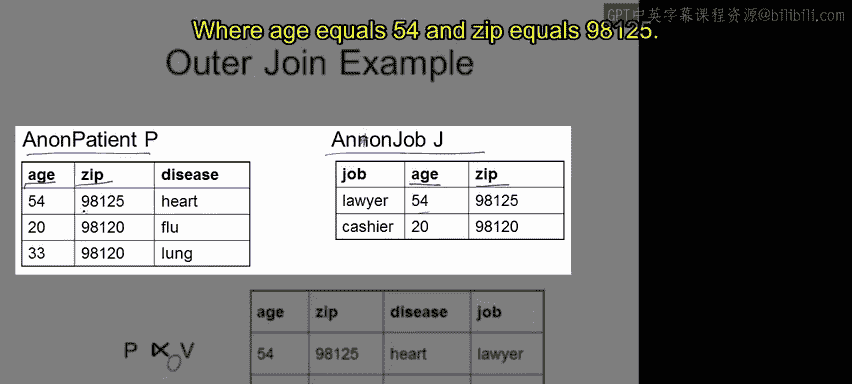 GPT中英字幕课程资源@bilibili.com
Where age equals 54 and zip equals 98125.
Outer Join Example
AnonPatient P
age zip disease
54 98125 heart
20 98120 flu
33 98120 lung
AnnonJob J
job age zip
lawyer 54 98125
cashier 20 98120
age zip disease job
P ⟕ V
54 98125 heart lawyer